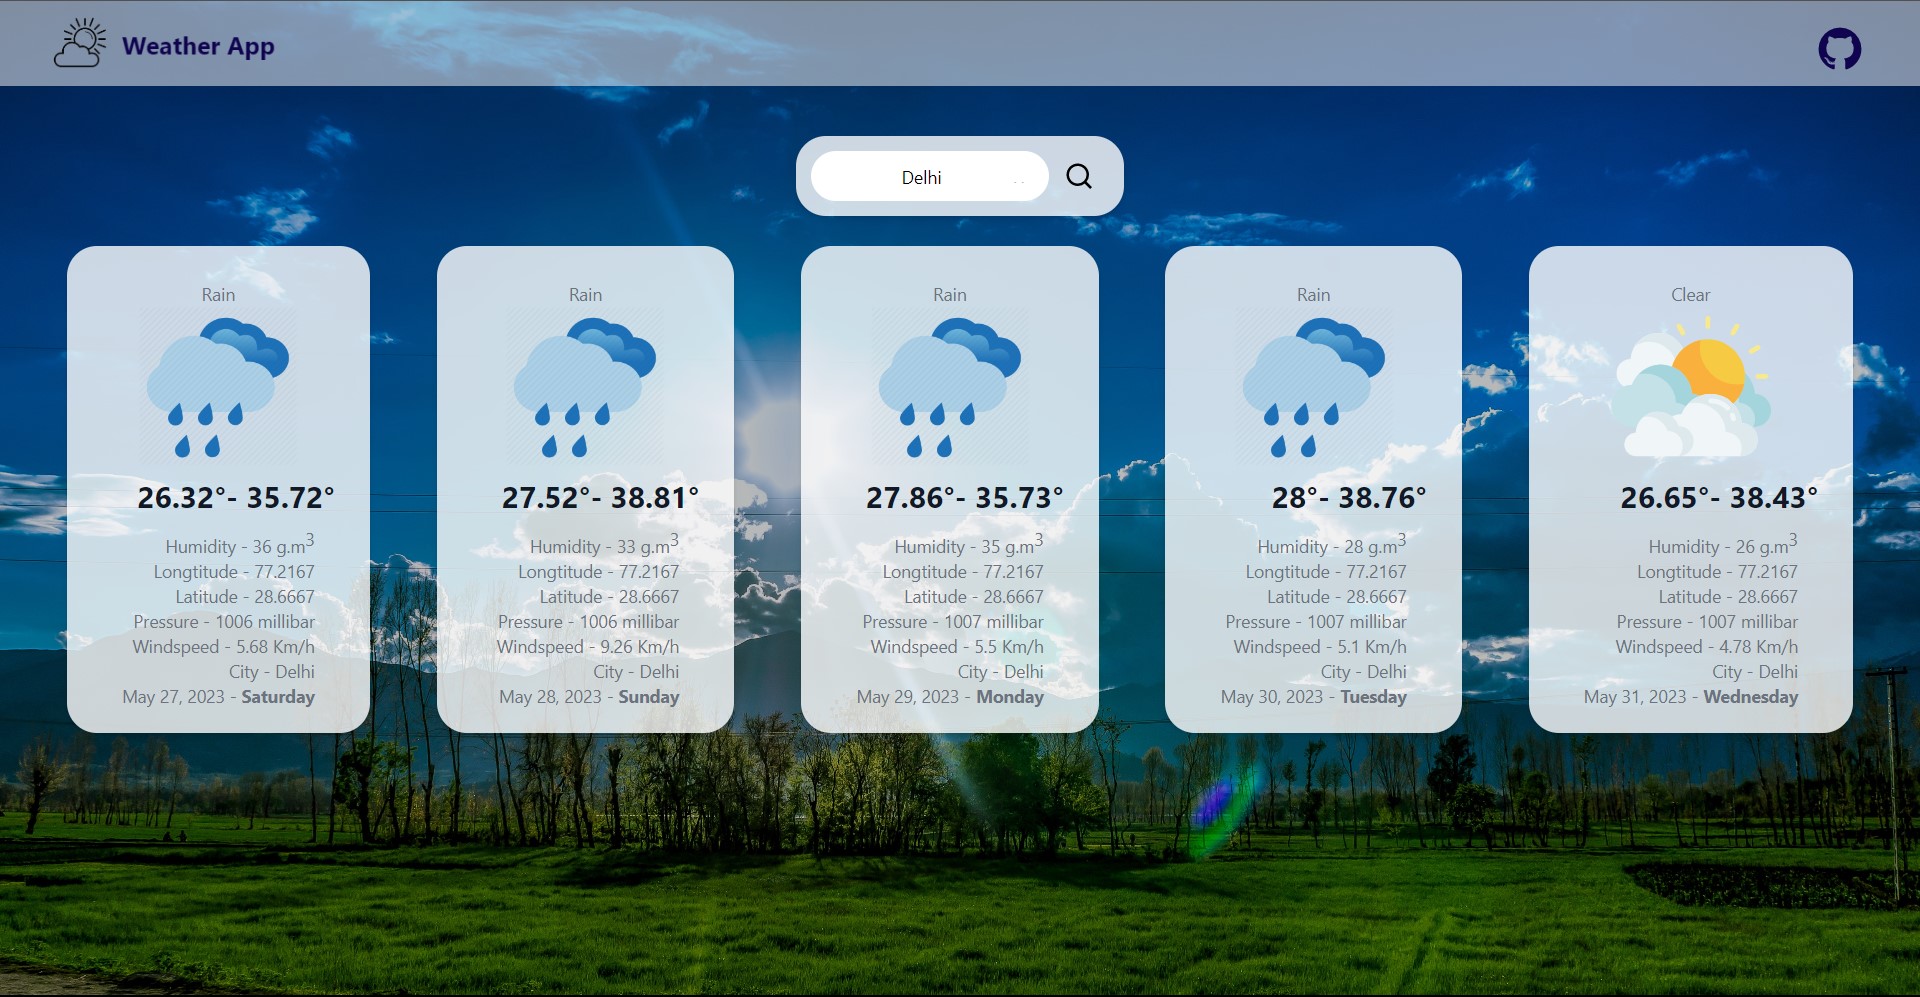 Weather App
Delhi
Rain
26.32°- 35.72°
Humidity - 36 g.m³
Longtitude - 77.2167
Latitude - 28.6667
Pressure - 1006 millibar
Windspeed - 5.68 Km/h
City - Delhi
May 27, 2023 - Saturday
Rain
27.52°- 38.81°
Humidity - 33 g.m³
Longtitude - 77.2167
Latitude - 28.6667
Pressure - 1006 millibar
Windspeed - 9.26 Km/h
City - Delhi
May 28, 2023 - Sunday
Rain
27.86°- 35.73°
Humidity - 35 g.m³
Longtitude - 77.2167
Latitude - 28.6667
Pressure - 1007 millibar
Windspeed - 5.5 Km/h
City - Delhi
May 29, 2023 - Monday
Rain
28°- 38.76°
Humidity - 28 g.m³
Longtitude - 77.2167
Latitude - 28.6667
Pressure - 1007 millibar
Windspeed - 5.1 Km/h
City - Delhi
May 30, 2023 - Tuesday
Clear
26.65°- 38.43°
Humidity - 26 g.m³
Longtitude - 77.2167
Latitude - 28.6667
Pressure - 1007 millibar
Windspeed - 4.78 Km/h
City - Delhi
May 31, 2023 - Wednesday